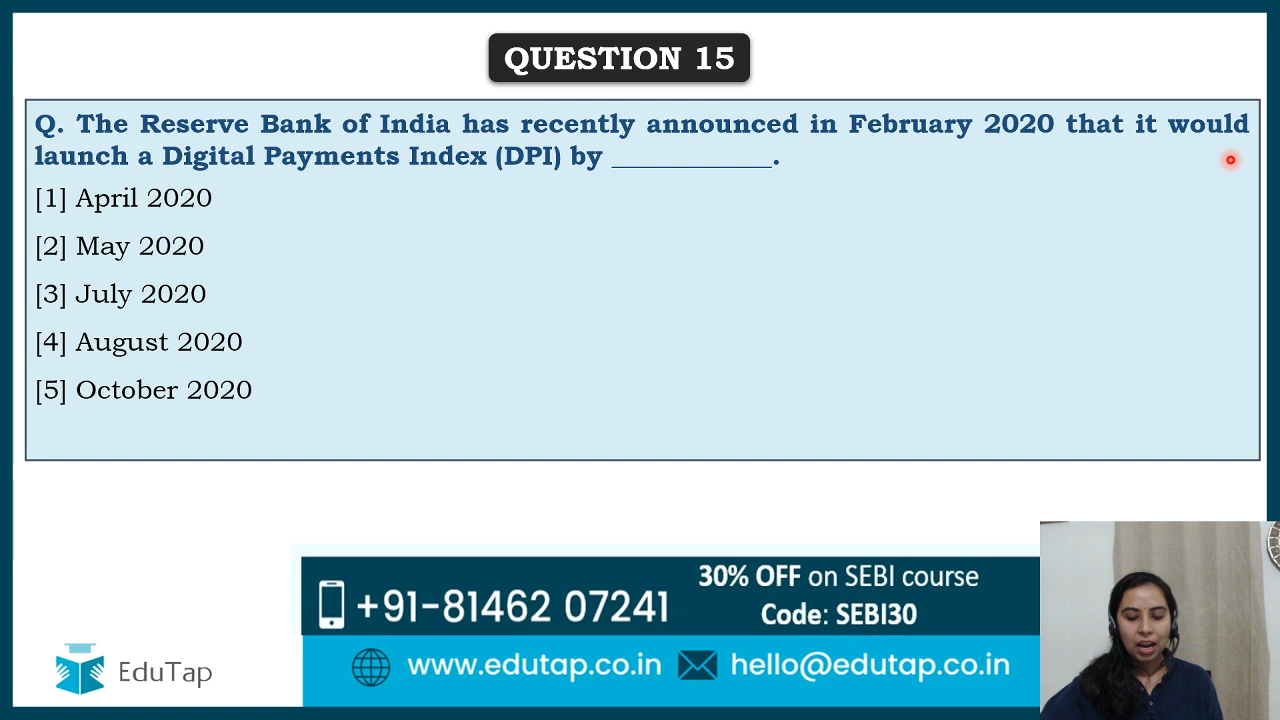 QUESTION 15
Q. The Reserve Bank of India has recently announced in February 2020 that it would
launch a Digital Payments Index (DPI) by ___________.
[1] April 2020
[2] May 2020
[3] July 2020
[4] August 2020
[5] October 2020
+91-81462 07241
30% OFF on SEBI course
Code: SEBI30
EduTap
www.edutap.co.in
hello@edutap.co.in